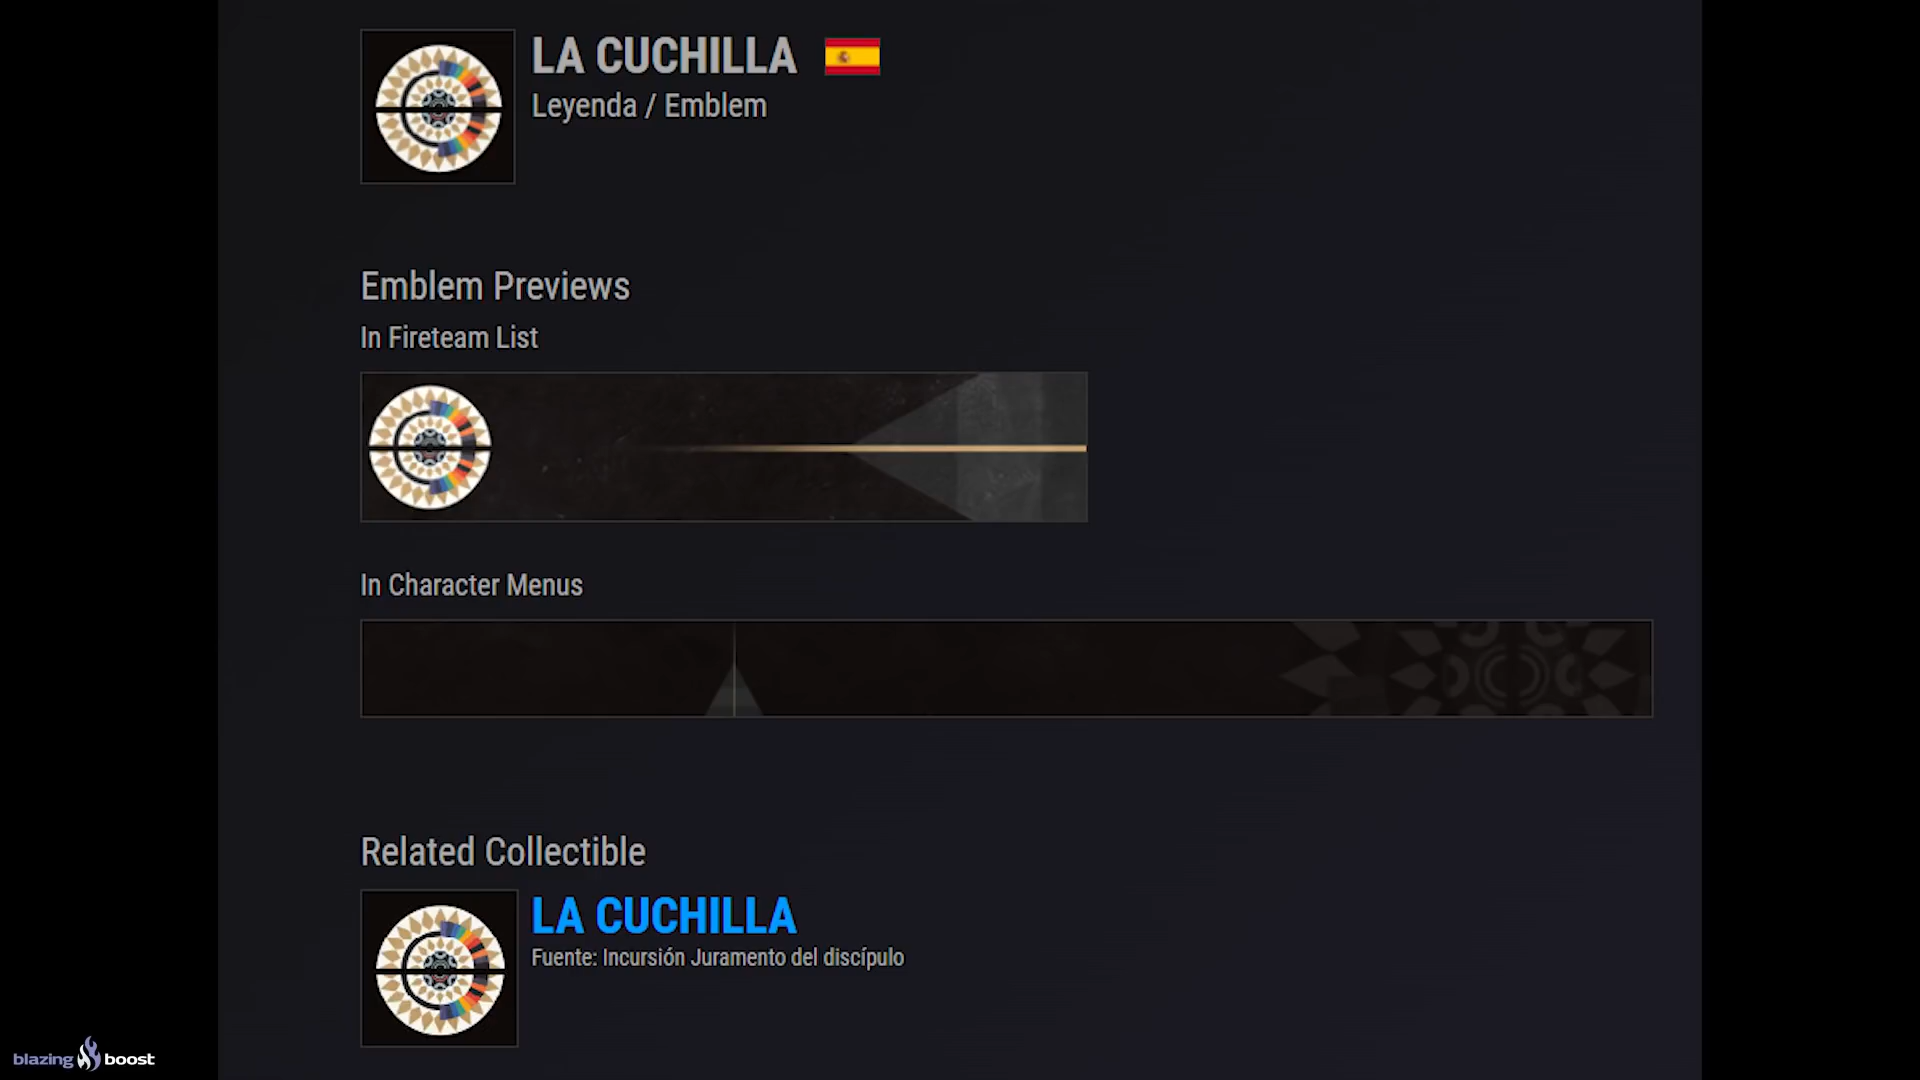 LA CUCHILLA
Leyenda / Emblem
Emblem Previews
In Fireteam List
In Character Menus
Related Collectible
LA CUCHILLA
Fuente: Incursión Juramento del discípulo
blazing boost